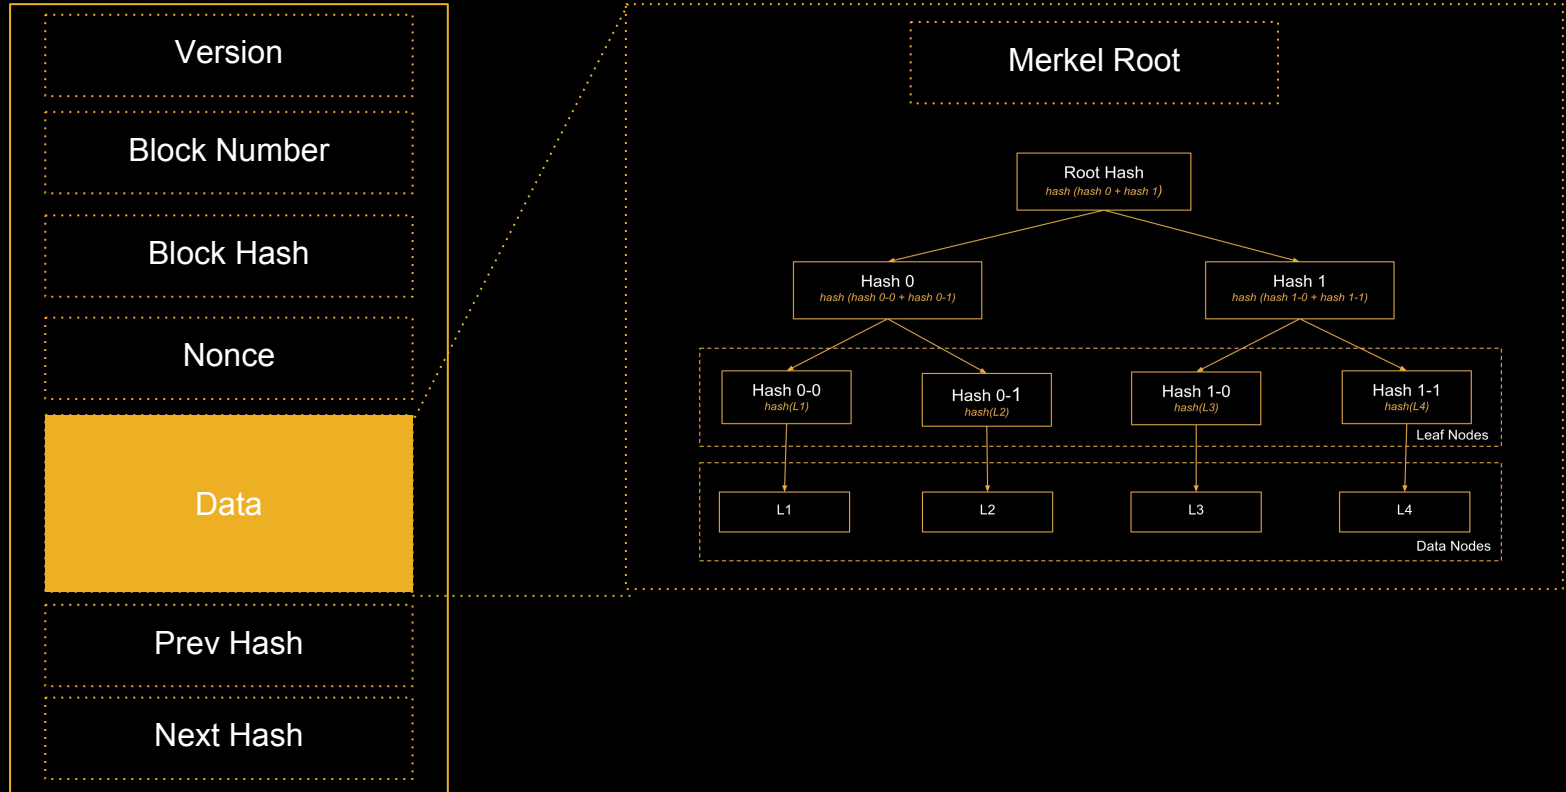 Version
Block Number
Block Hash
Nonce
Data
Prev Hash
Next Hash
Merkel Root
Root Hash
hash (hash 0 + hash 1)
Hash 0
hash (hash 0-0 + hash 0-1)
Hash 1
hash (hash 1-0 + hash 1-1)
Hash 0-0
hash(L1)
Hash 0-1
hash(L2)
Hash 1-0
hash(L3)
Hash 1-1
hash(L4)
Leaf Nodes
L1
L2
L3
L4
Data Nodes